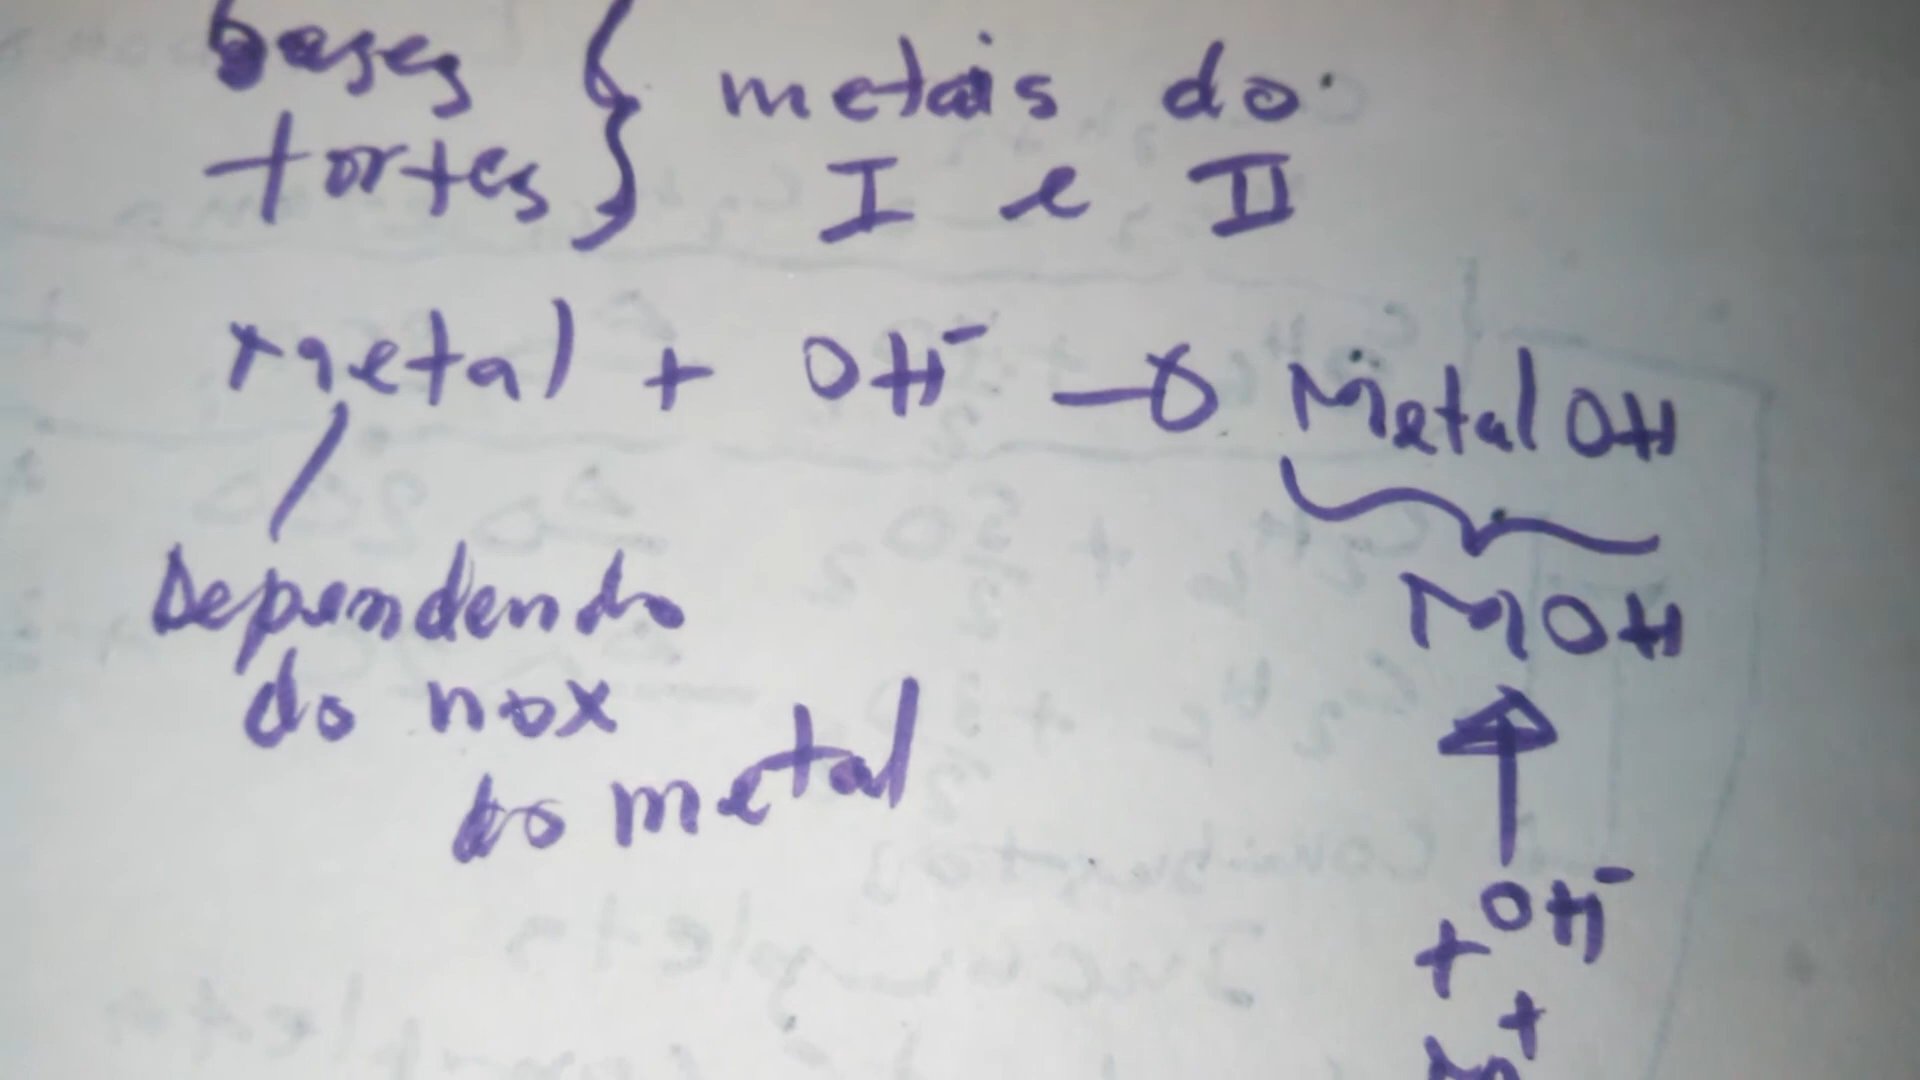 bases } metais do
fortes I e II
metal + OH⁻ → Metal OH
Dependendo
do nox
do metal
MOH
OH⁻
+
M⁺